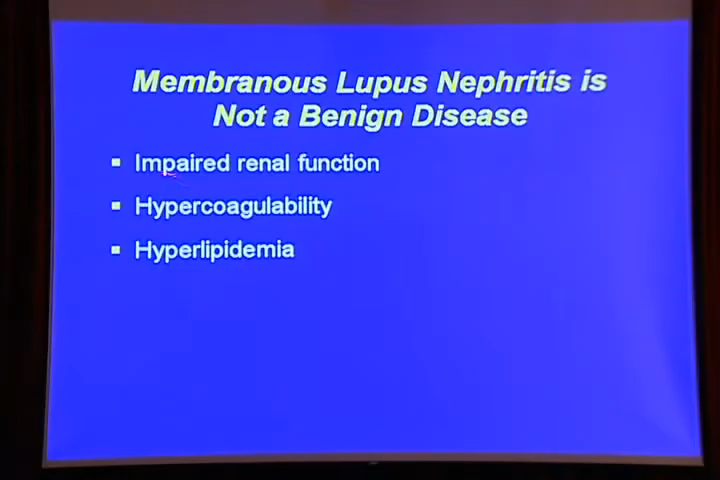 Membranous Lupus Nephritis is
Not a Benign Disease
▪ Impaired renal function
▪ Hypercoagulability
▪ Hyperlipidemia